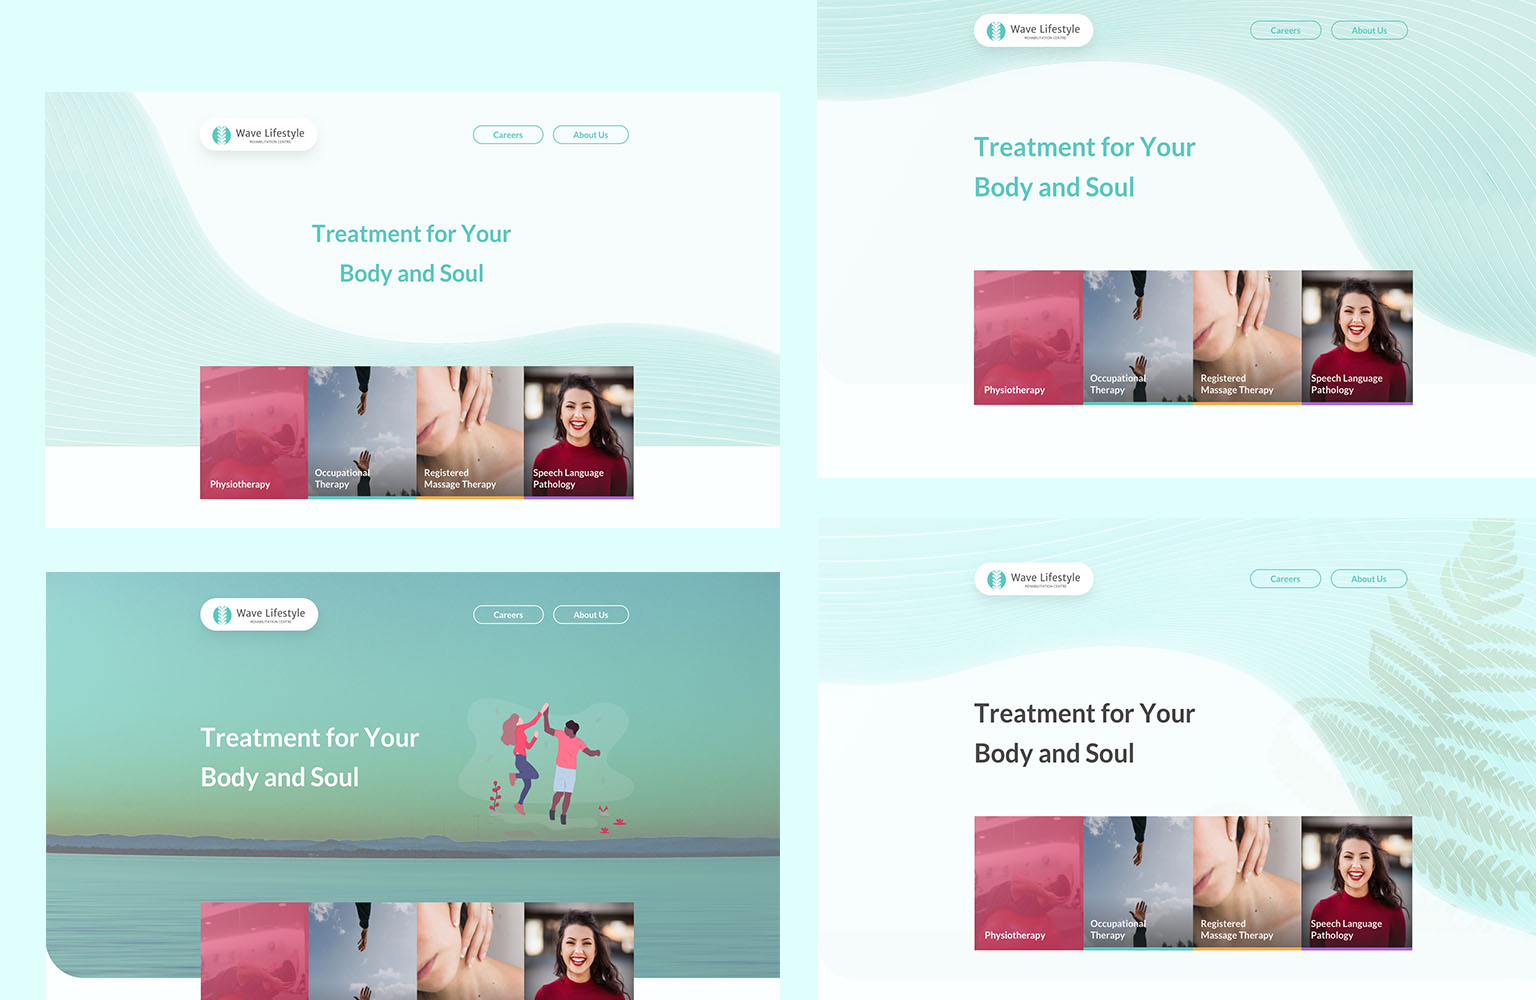 Wave Lifestyle
REHABILITATION CENTRE
Careers
About Us
Treatment for Your
Body and Soul
Physiotherapy
Occupational
Therapy
Registered
Massage Therapy
Speech Language
Pathology
Wave Lifestyle
REHABILITATION CENTRE
Careers
About Us
Treatment for Your
Body and Soul
Wave Lifestyle
REHABILITATION CENTRE
Careers
About Us
Treatment for Your
Body and Soul
Physiotherapy
Occupational
Therapy
Registered
Massage Therapy
Speech Language
Pathology
Wave Lifestyle
REHABILITATION CENTRE
Careers
About Us
Treatment for Your
Body and Soul
Physiotherapy
Occupational
Therapy
Registered
Massage Therapy
Speech Language
Pathology